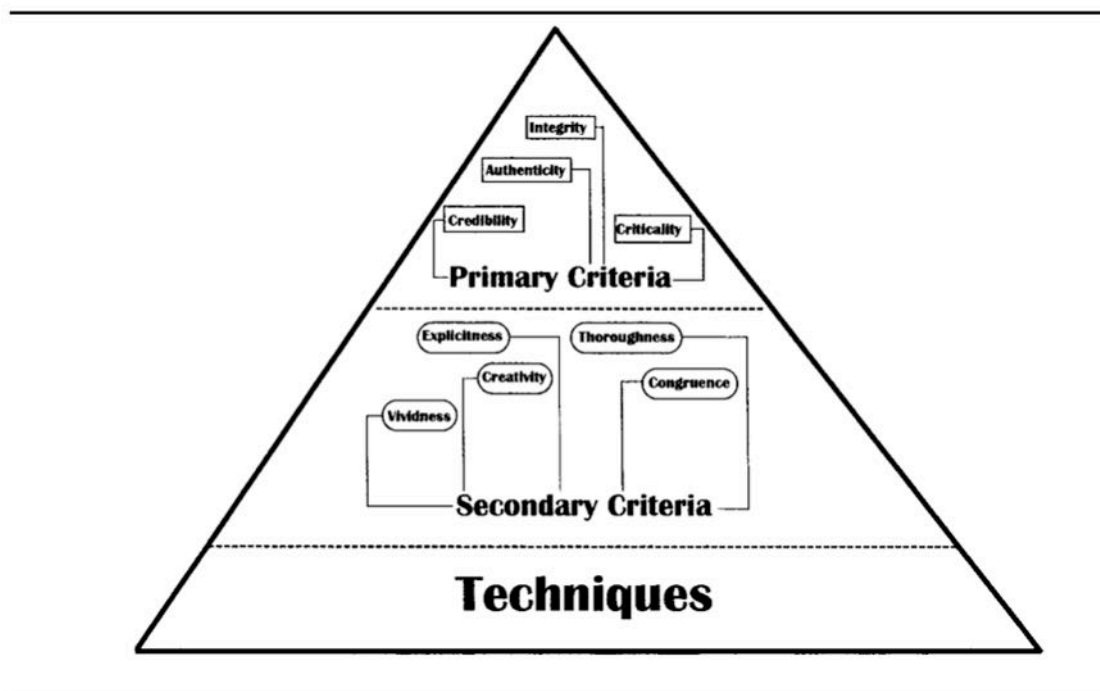 Integrity
Authenticity
Credibility
Criticality
Primary Criteria
Explicitness
Thoroughness
Creativity
Congruence
Vividness
Secondary Criteria
Techniques